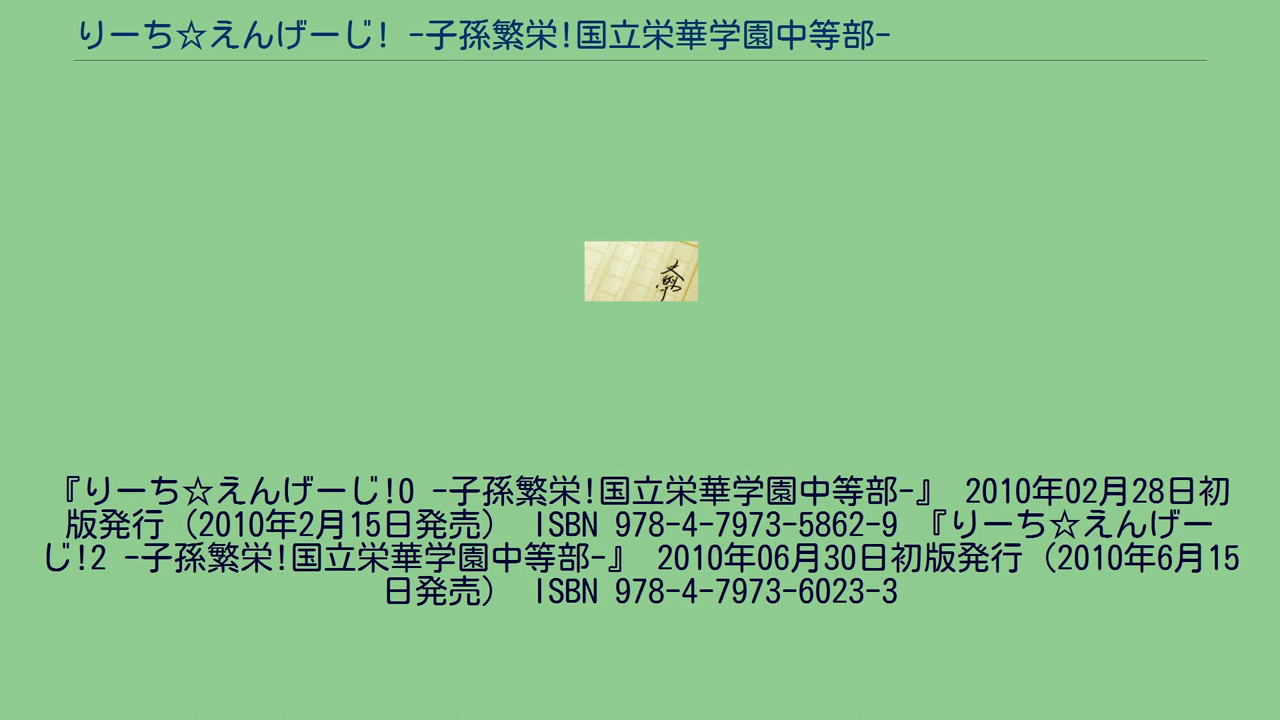 りーち☆えんげーじ! -子孫繁栄!国立栄華学園中等部-
『りーち☆えんげーじ!0 -子孫繁栄!国立栄華学園中等部-』 2010年02月28日初
版発行（2010年2月15日発売） ISBN 978-4-7973-5862-9 『りーち☆えんげー
じ!2 -子孫繁栄!国立栄華学園中等部-』 2010年06月30日初版発行（2010年6月15
日発売） ISBN 978-4-7973-6023-3